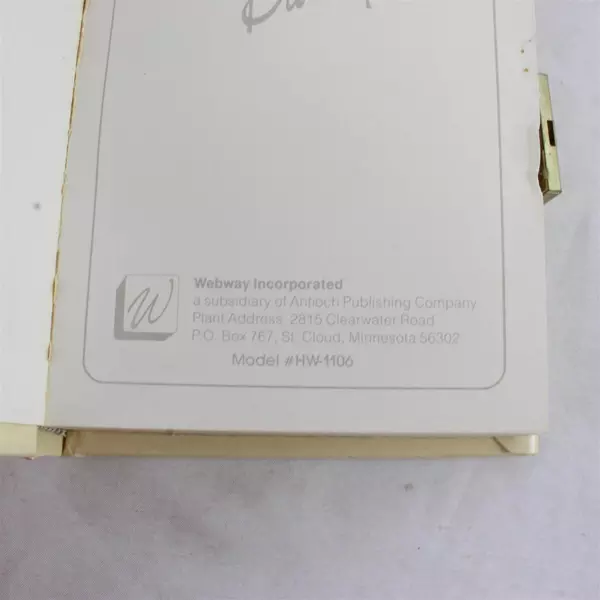 W
Webway Incorporated
a subsidiary of Antioch Publishing Company
Plant Address 2815 Clearwater Road
P.O. Box 767, St. Cloud, Minnesota 56302
Model #HW-1106